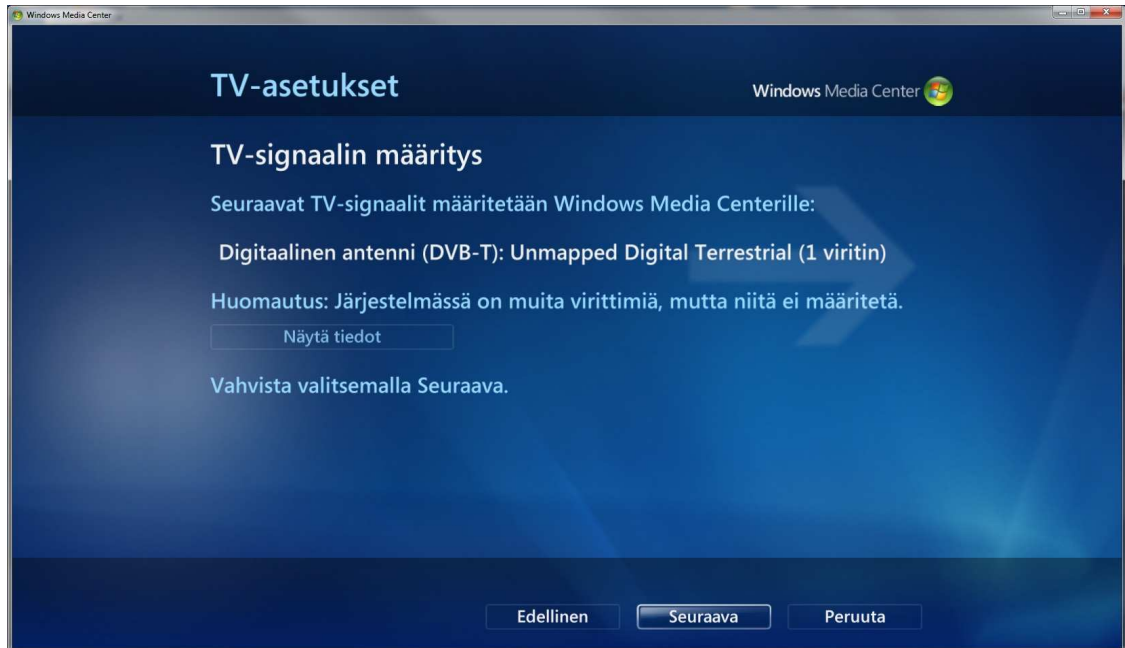 Windows Media Center
TV-asetukset
Windows Media Center
TV-signaalin määritys
Seuraavat TV-signaalit määritetään Windows Media Centerille:
Digitaalinen antenni (DVB-T): Unmapped Digital Terrestrial (1 viritin)
Huomautus: Järjestelmässä on muita virittimiä, mutta niitä ei määritetä.
Näytä tiedot
Vahvista valitsemalla Seuraava.
Edellinen Seuraava Peruuta